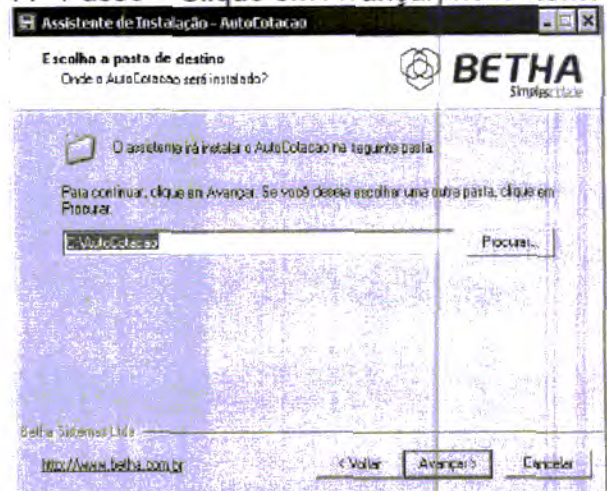 Assistente de Instalação - AutoCotacao
Escolha a pasta de destino
Onde o AutoCotacao será instalado?
BETHA
Simplescidade
O assistente irá instalar o AutoCotacao na seguinte pasta.
Para continuar, clique em Avançar. Se você deseja escolher uma outra pasta, clique em
Procurar.
C:\AutoCotacao
Procurar...
Betha Sistemas Ltda
http://www.betha.com.br
< Voltar
Avançar >
Cancelar